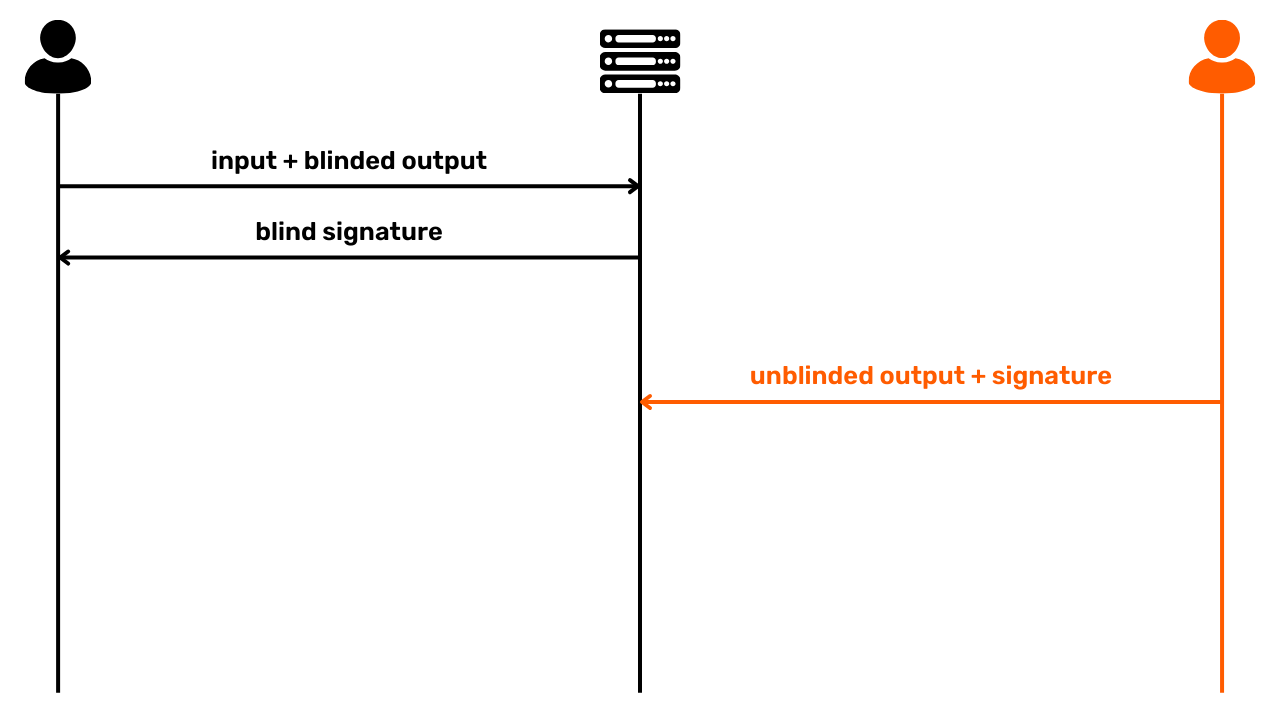 input + blinded output
blind signature
unblinded output + signature